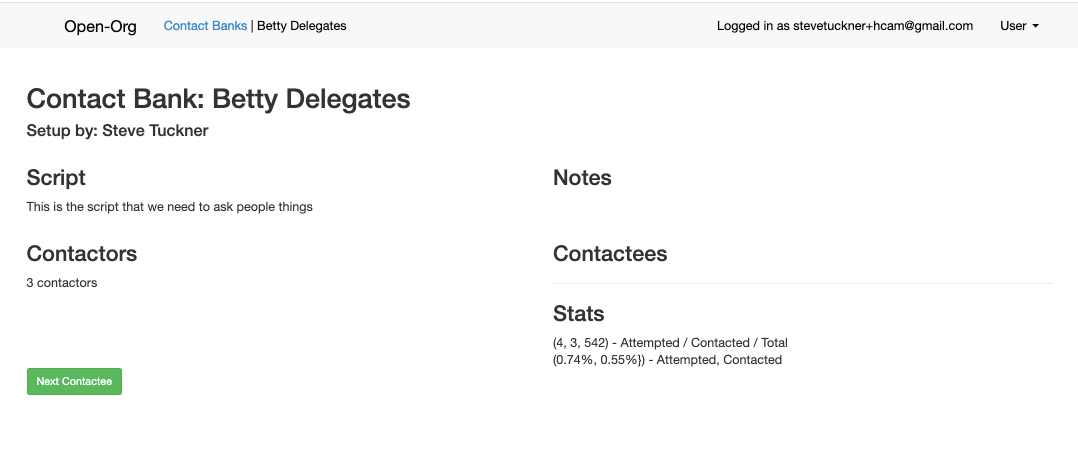 Open-Org Contact Banks | Betty Delegates Logged in as stevetuckner+hcam@gmail.com User
Contact Bank: Betty Delegates
Setup by: Steve Tuckner
Script
This is the script that we need to ask people things
Notes
Contactors
3 contactors
Contactees
Stats
(4, 3, 542) - Attempted / Contacted / Total
(0.74%, 0.55%}) - Attempted, Contacted
Next Contactee